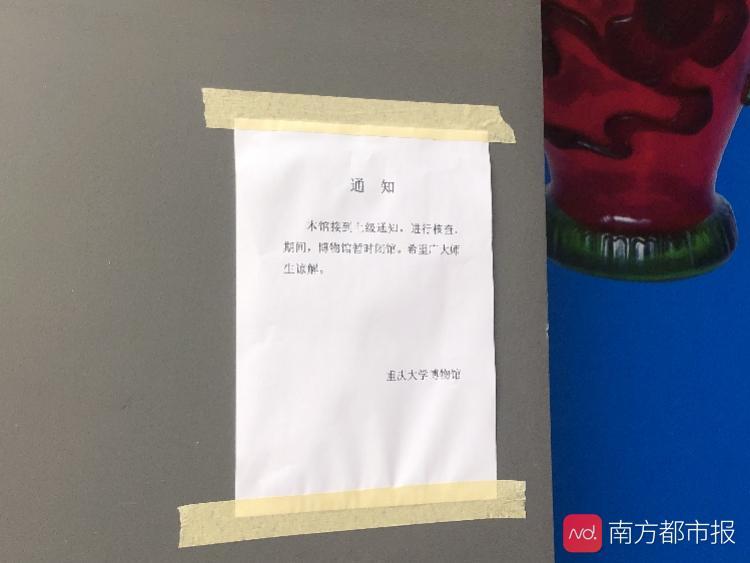 通 知
本馆接到上级通知，进行核查。
期间，博物馆暂时闭馆。希望广大师
生谅解。
重庆大学博物馆
nd.
南方都市报